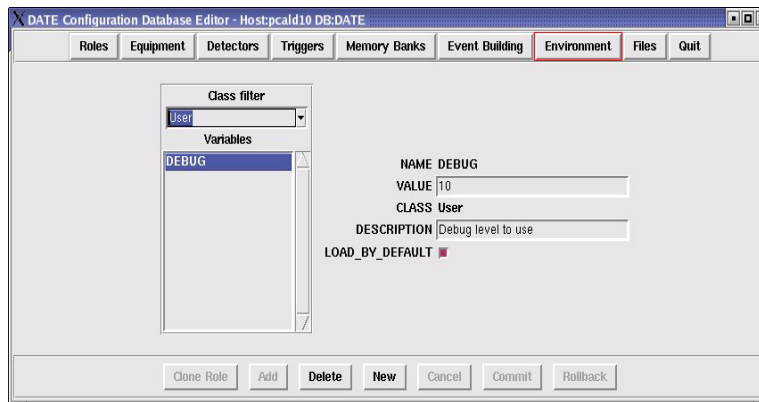 X DATE Configuration Database Editor - Host:pcald10 DB:DATE
Roles Equipment Detectors Triggers Memory Banks Event Building Environment Files Quit
Class filter
User
Variables
DEBUG
NAME DEBUG
VALUE 10
CLASS User
DESCRIPTION Debug level to use
LOAD_BY_DEFAULT
Clone Role Add Delete New Cancel Commit Rollback